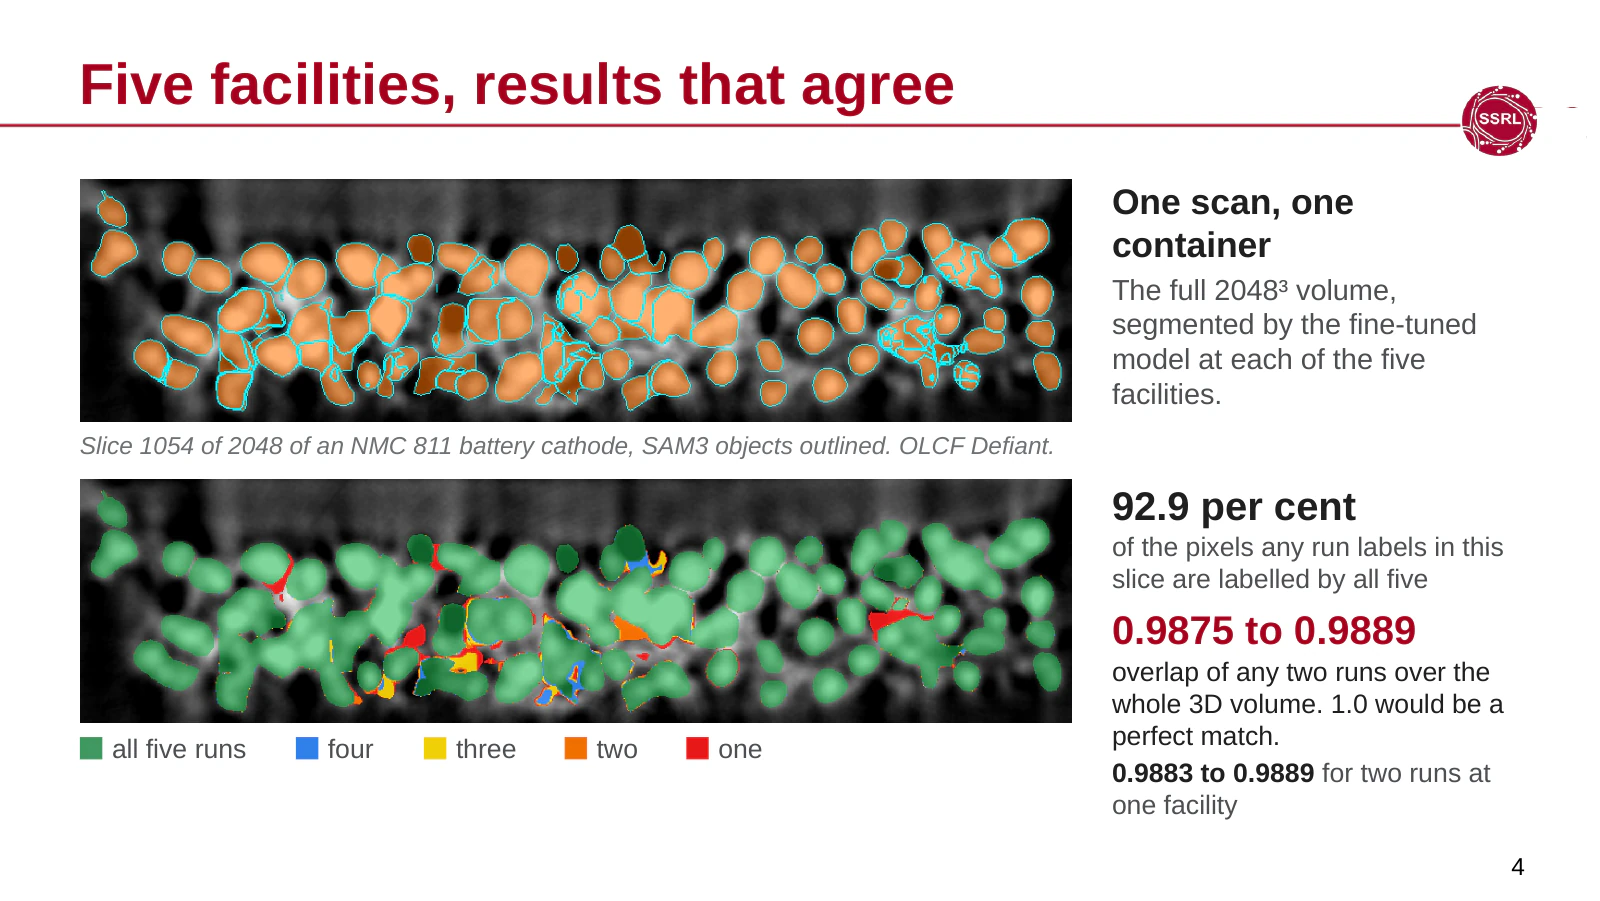 Five facilities, results that agree
SSRL
One scan, one
container
The full 2048³ volume,
segmented by the fine-tuned
model at each of the five
facilities.
Slice 1054 of 2048 of an NMC 811 battery cathode, SAM3 objects outlined. OLCF Defiant.
92.9 per cent
of the pixels any run labels in this
slice are labelled by all five
0.9875 to 0.9889
overlap of any two runs over the
whole 3D volume. 1.0 would be a
perfect match.
0.9883 to 0.9889 for two runs at
one facility
all five runs four three two one
4